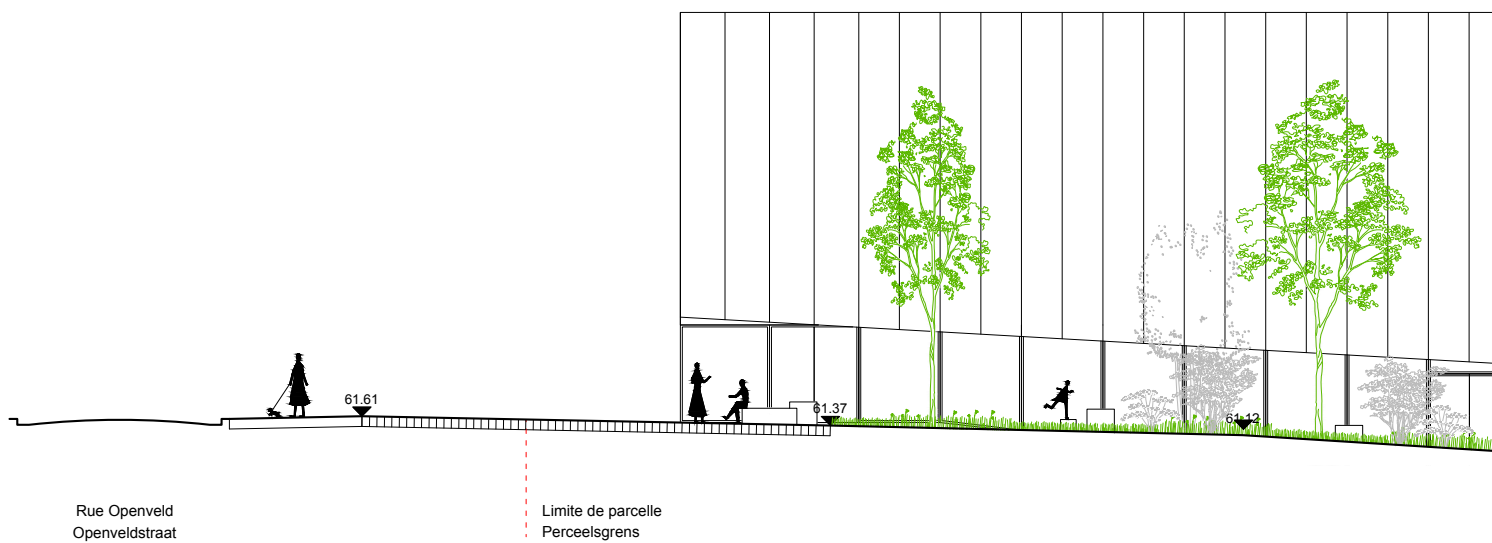 61.61
61.37
61.12
Rue Openveld
Openveldstraat
Limite de parcelle
Perceelsgrens